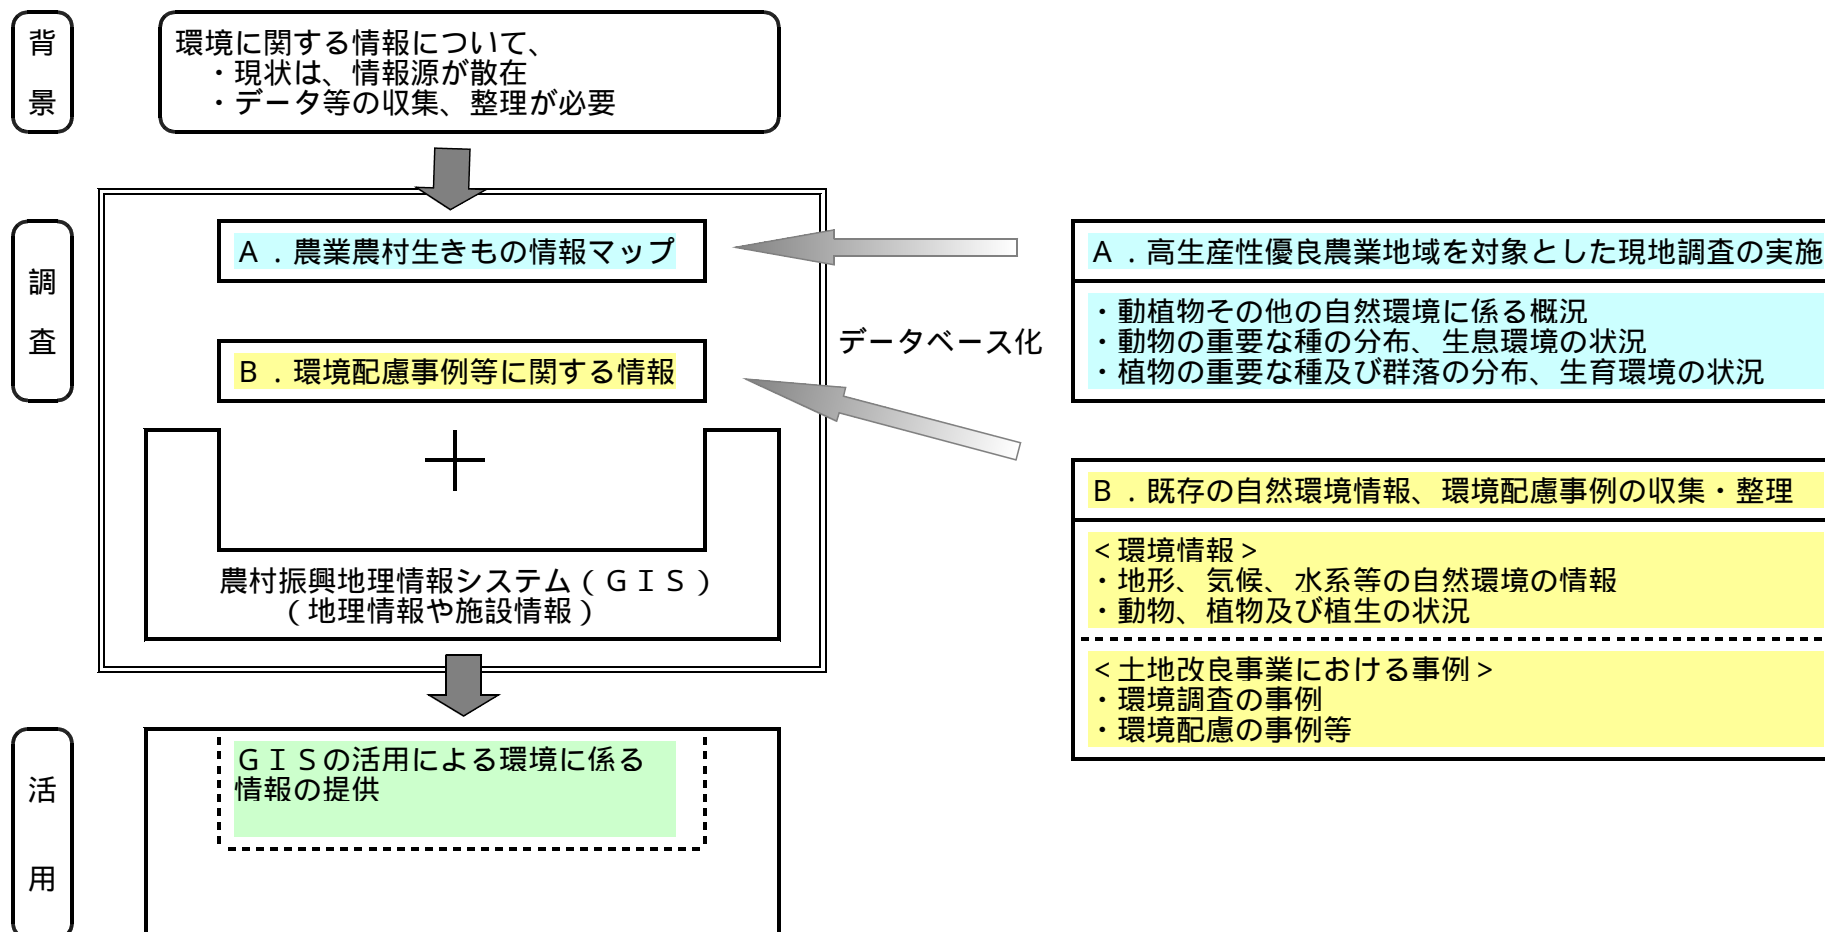 背景
環境に関する情報について、
・現状は、情報源が散在
・データ等の収集、整理が必要
調査
A．農業農村生きもの情報マップ
B．環境配慮事例等に関する情報
農村振興地理情報システム（ＧＩＳ）
（地理情報や施設情報）
データベース化
A．高生産性優良農業地域を対象とした現地調査の実施
・動植物その他の自然環境に係る概況
・動物の重要な種の分布、生息環境の状況
・植物の重要な種及び群落の分布、生育環境の状況
B．既存の自然環境情報、環境配慮事例の収集・整理
＜環境情報＞
・地形、気候、水系等の自然環境の情報
・動物、植物及び植生の状況
＜土地改良事業における事例＞
・環境調査の事例
・環境配慮の事例等
活用
ＧＩＳの活用による環境に係る
情報の提供